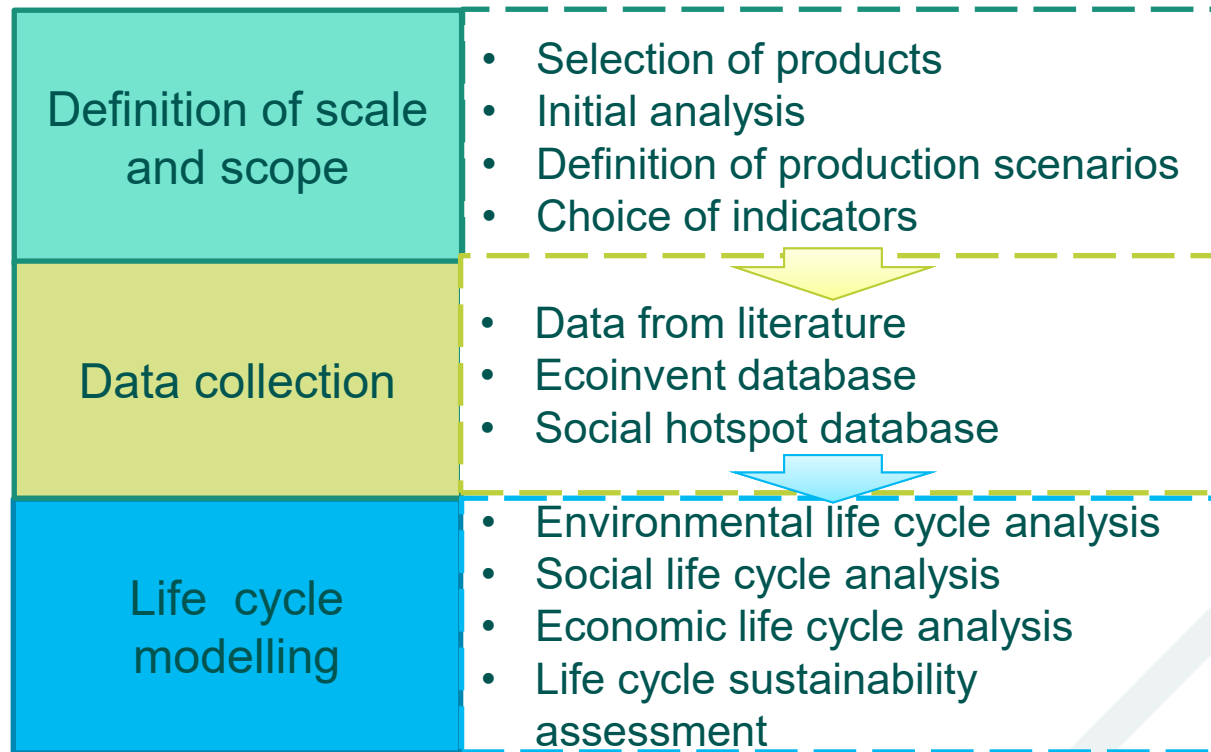 Definition of scale
and scope
• Selection of products
• Initial analysis
• Definition of production scenarios
• Choice of indicators
Data collection
• Data from literature
• Ecoinvent database
• Social hotspot database
Life cycle
modelling
• Environmental life cycle analysis
• Social life cycle analysis
• Economic life cycle analysis
• Life cycle sustainability
assessment